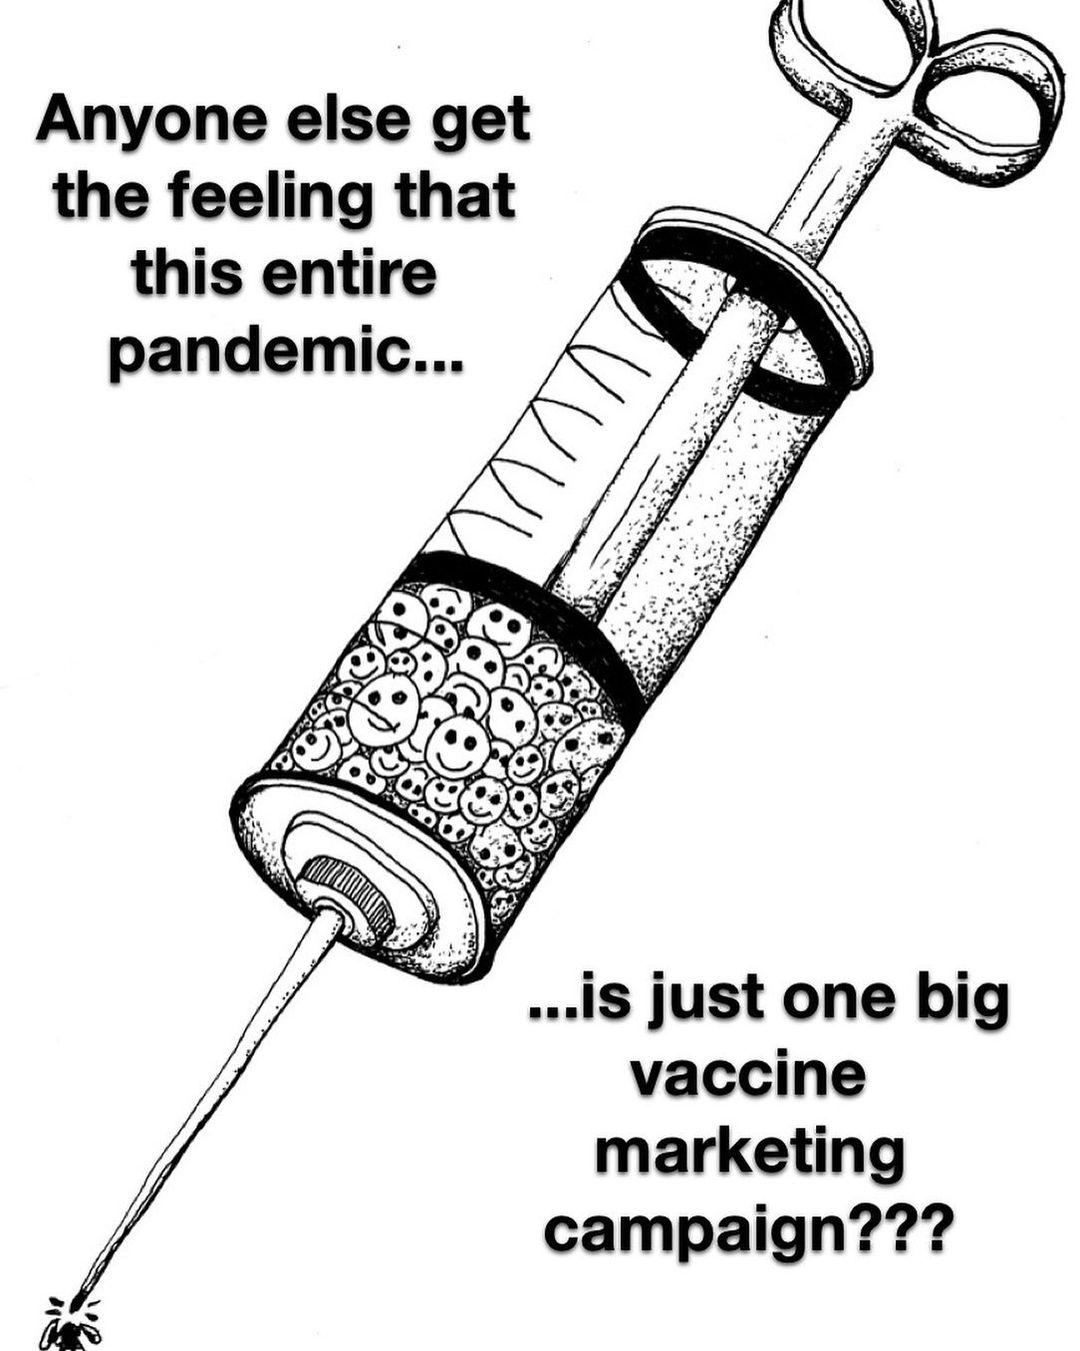 Anyone else get
the feeling that
this entire
pandemic...
...is just one big
vaccine
marketing
campaign???